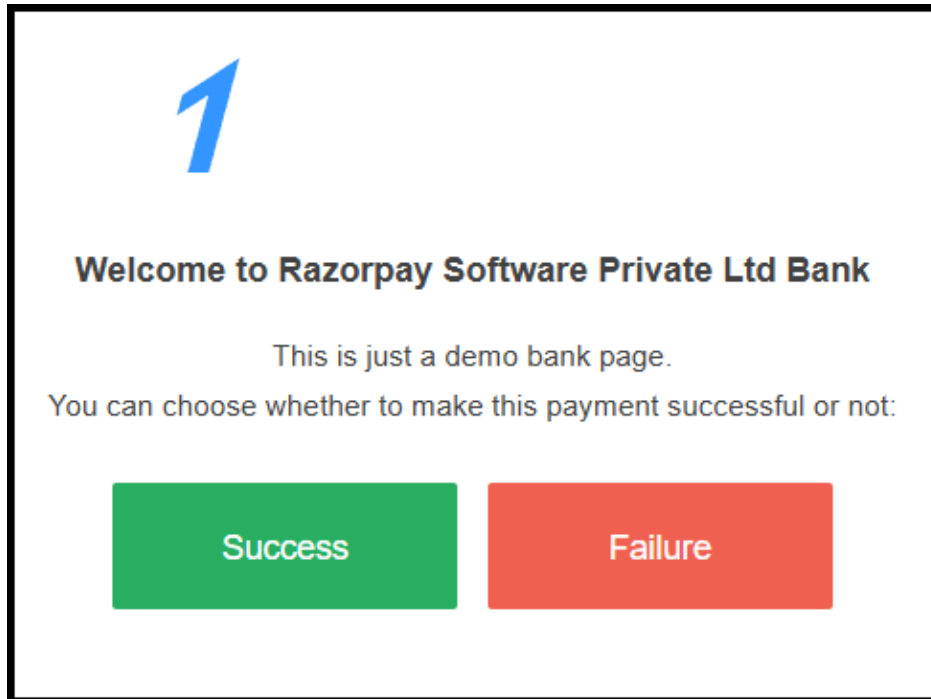 Welcome to Razorpay Software Private Ltd Bank
This is just a demo bank page.
You can choose whether to make this payment successful or not:
Success
Failure